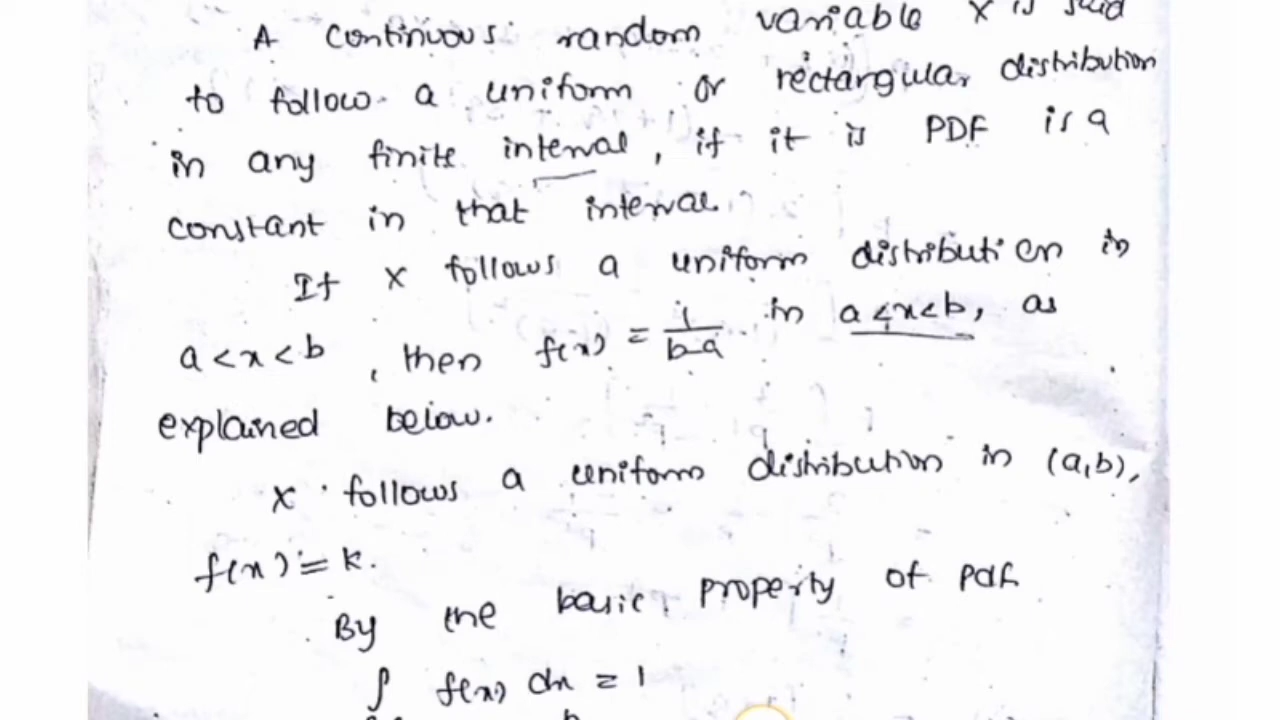 A continuous random variable X is said
to follow a uniform or rectangular distribution
in any finite interval, if it is PDF is a
constant in that interval.
If X follows a uniform distribution in
a<x<b, then f(x) = 1/b-a in a<x<b, as
explained below.
X follows a uniform distribution in (a,b),
f(x) = k.
By the basic property of pdf
∫ f(x) dx = 1
b